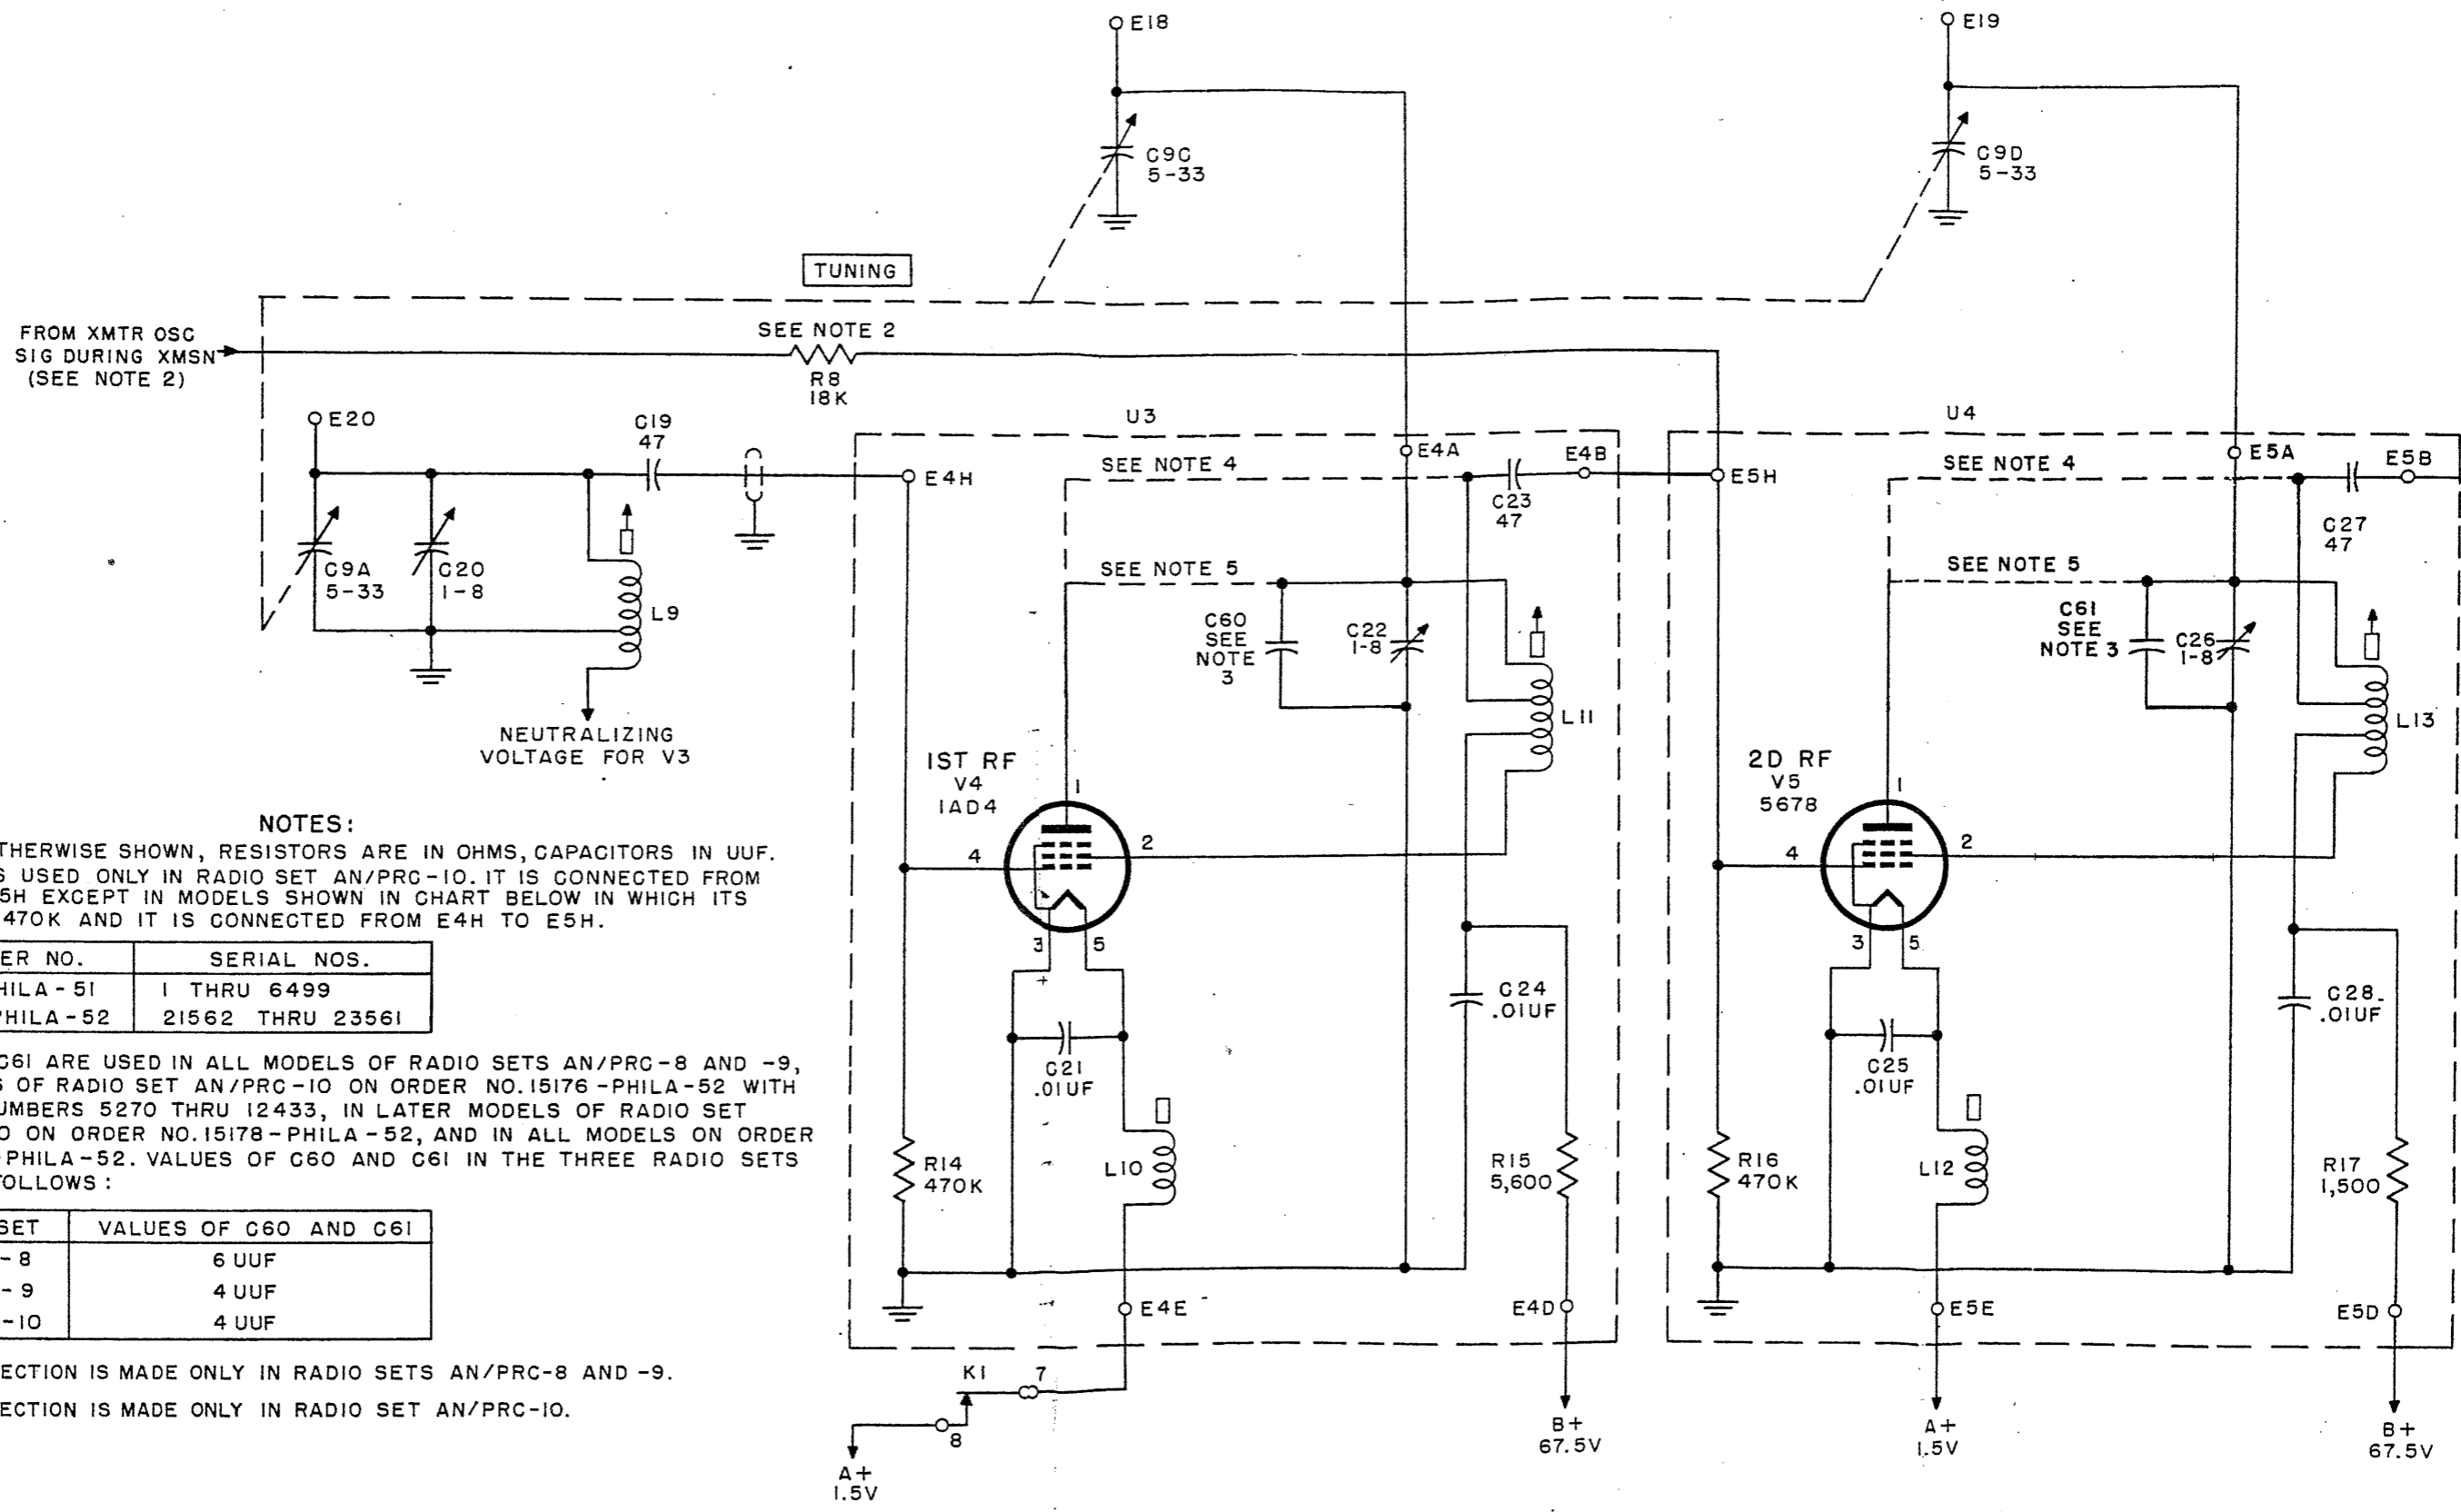 E18
E19
C9C
5-33
C9D
5-33
TUNING
FROM XMTR OSC
SIG DURING XMSN
(SEE NOTE 2)
SEE NOTE 2
R8
18K
E20
C19
47
U3
U4
E4H
SEE NOTE 4
E4A
E4B
C23
47
E5H
SEE NOTE 4
E5A
E5B
C27
47
C9A
5-33
C20
1-8
L9
SEE NOTE 5
C60
SEE
NOTE
3
C22
1-8
L11
SEE NOTE 5
C61
SEE
NOTE 3
C26
1-8
L13
NEUTRALIZING
VOLTAGE FOR V3
1ST RF
V4
1AD4
1
2
4
3
5
+
2D RF
V5
5678
1
2
4
3
5
NOTES:
THERWISE SHOWN, RESISTORS ARE IN OHMS, CAPACITORS IN UUF.
S USED ONLY IN RADIO SET AN/PRC-10. IT IS CONNECTED FROM
5H EXCEPT IN MODELS SHOWN IN CHART BELOW IN WHICH ITS
470K AND IT IS CONNECTED FROM E4H TO E5H.
ER NO. SERIAL NOS.
HILA-51 1 THRU 6499
PHILA-52 21562 THRU 23561
C61 ARE USED IN ALL MODELS OF RADIO SETS AN/PRC-8 AND -9,
S OF RADIO SET AN/PRC-10 ON ORDER NO. 15176-PHILA-52 WITH
UMBERS 5270 THRU 12433, IN LATER MODELS OF RADIO SET
O ON ORDER NO. 15178-PHILA-52, AND IN ALL MODELS ON ORDER
-PHILA-52. VALUES OF C60 AND C61 IN THE THREE RADIO SETS
FOLLOWS:
SET VALUES OF C60 AND C61
-8 6 UUF
-9 4 UUF
-10 4 UUF
ECTION IS MADE ONLY IN RADIO SETS AN/PRC-8 AND -9.
ECTION IS MADE ONLY IN RADIO SET AN/PRC-10.
C21
.01UF
C24
.01UF
C25
.01UF
C28
.01UF
R14
470K
L10
R15
5,600
R16
470K
L12
R17
1,500
E4E
E4D
E5E
E5D
K1
7
8
A+
1.5V
B+
67.5V
A+
1.5V
B+
67.5V